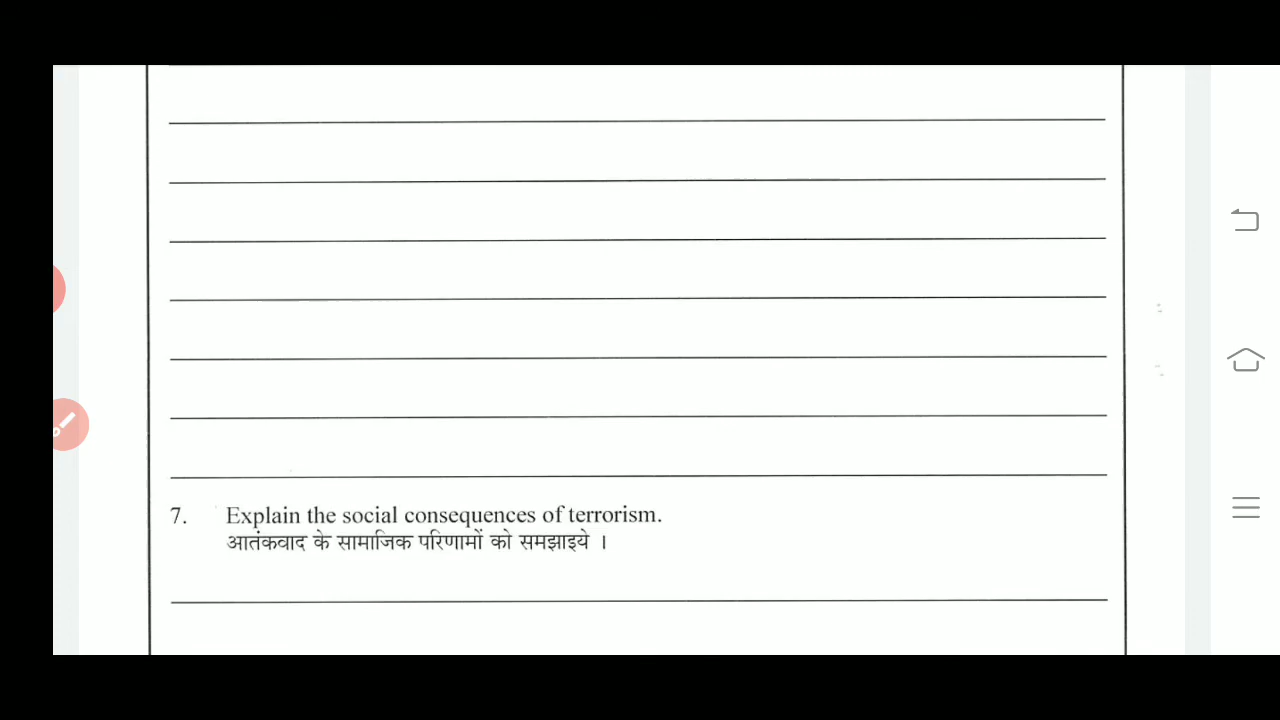 7. Explain the social consequences of terrorism.
आतंकवाद के सामाजिक परिणामों को समझाइये ।